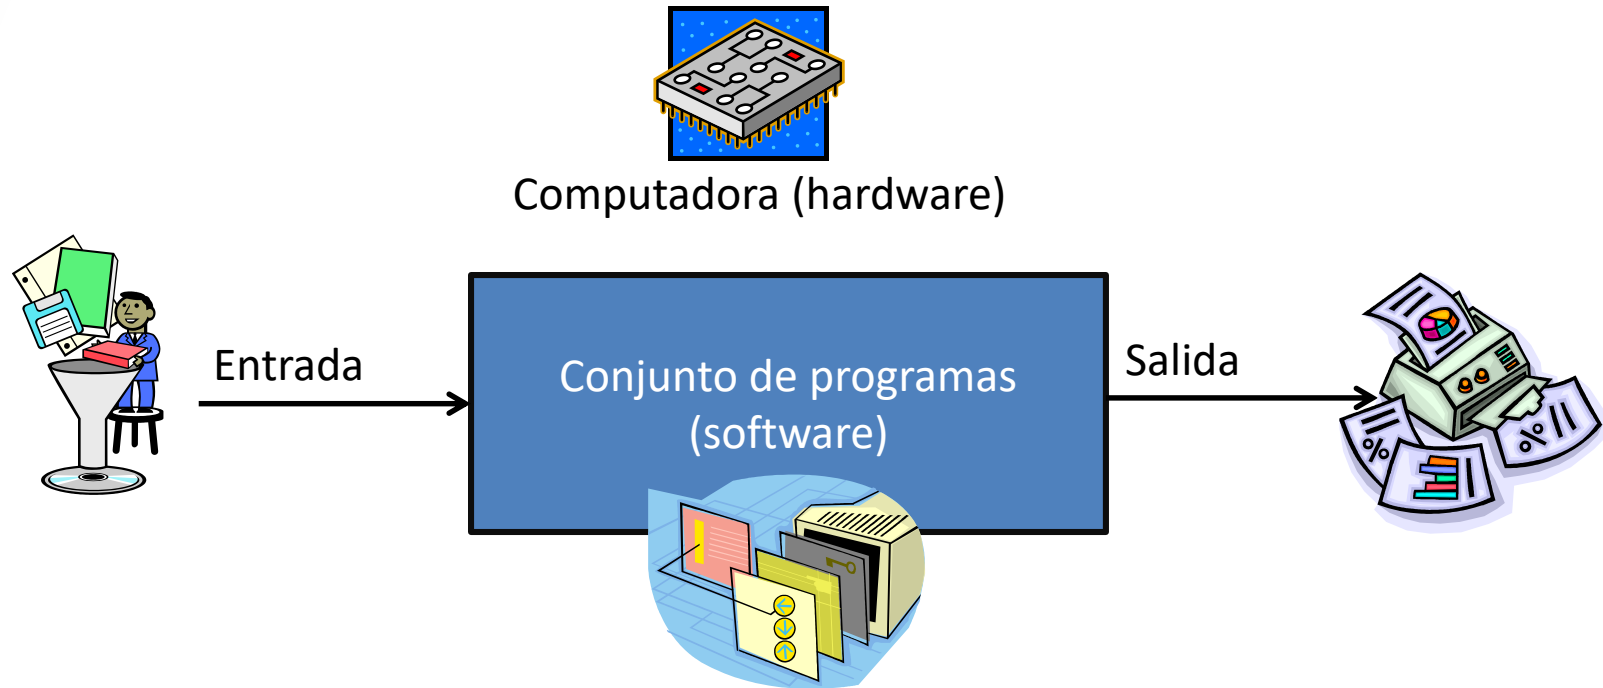 Computadora (hardware)
Entrada
Conjunto de programas
(software)
Salida